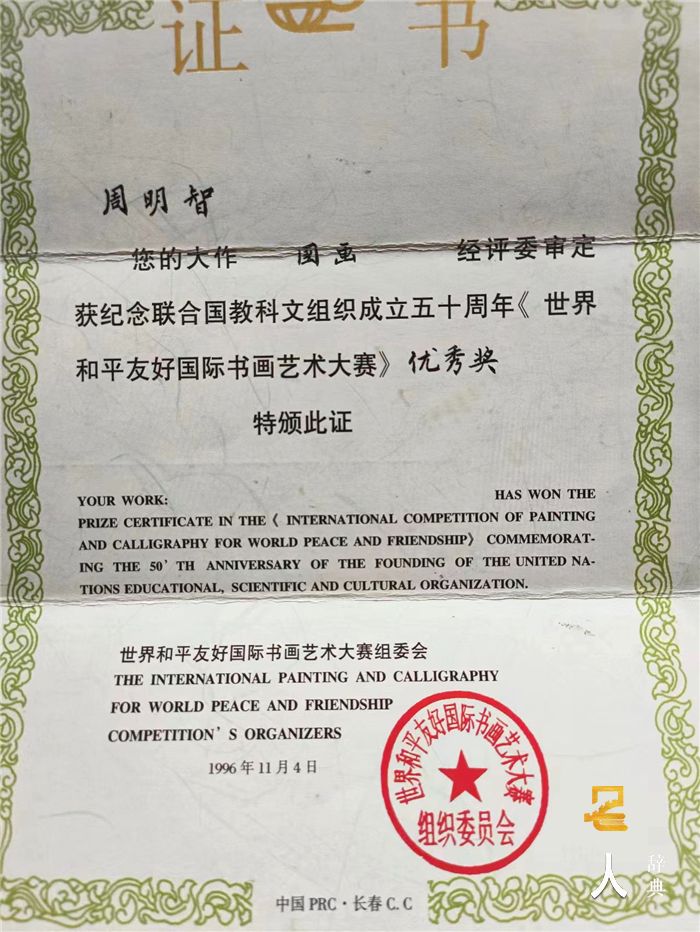 证书
周明智
您的大作 国画 经评委审定
获纪念联合国教科文组织成立五十周年《世界
和平友好国际书画艺术大赛》优秀奖
特颁此证
YOUR WORK: HAS WON THE
PRIZE CERTIFICATE IN THE《 INTERNATIONAL COMPETITION OF PAINTING
AND CALLIGRAPHY FOR WORLD PEACE AND FRIENDSHIP》 COMMEMORAT-
ING THE 50' TH ANNIVERSARY OF THE FOUNDING OF THE UNITED NA-
TIONS EDUCATIONAL, SCIENTIFIC AND CULTURAL ORGANIZATION.
世界和平友好国际书画艺术大赛组委会
THE INTERNATIONAL PAINTING AND CALLIGRAPHY
FOR WORLD PEACE AND FRIENDSHIP
COMPETITION' S ORGANIZERS
1996年11月4日
世界和平友好国际书画艺术大赛
组织委员会
名人辞典
中国 PRC·长春 C. C